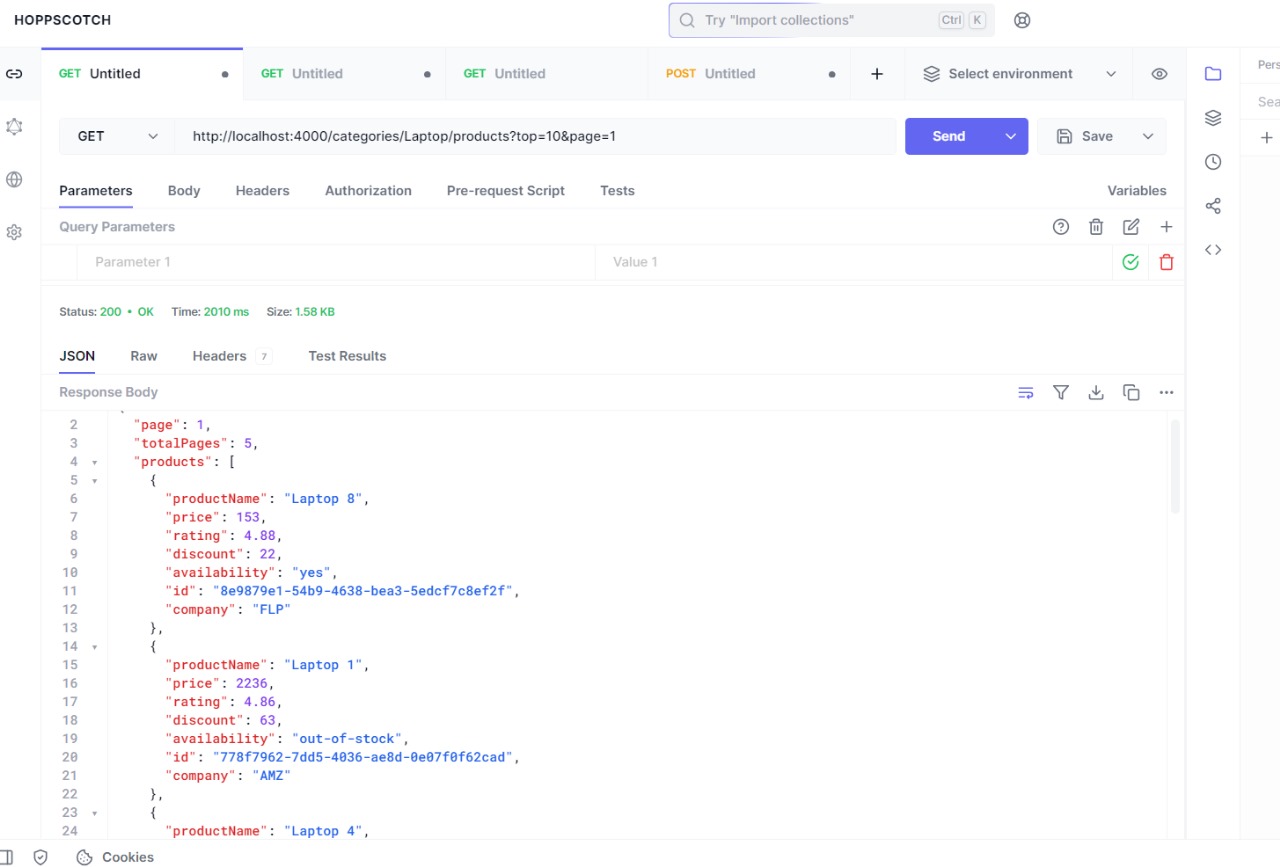 HOPPSCOTCH
Try "Import collections" Ctrl K
GET Untitled GET Untitled GET Untitled POST Untitled Select environment
Pers
Sea
GET http://localhost:4000/categories/Laptop/products?top=10&page=1 Send Save
Parameters Body Headers Authorization Pre-request Script Tests Variables
Query Parameters
Parameter 1 Value 1
Status: 200 • OK Time: 2010 ms Size: 1.58 KB
JSON Raw Headers 7 Test Results
Response Body
2 "page": 1,
3 "totalPages": 5,
4 "products": [
5 {
6 "productName": "Laptop 8",
7 "price": 153,
8 "rating": 4.88,
9 "discount": 22,
10 "availability": "yes",
11 "id": "8e9879e1-54b9-4638-bea3-5edcf7c8ef2f",
12 "company": "FLP"
13 },
14 {
15 "productName": "Laptop 1",
16 "price": 2236,
17 "rating": 4.86,
18 "discount": 63,
19 "availability": "out-of-stock",
20 "id": "778f7962-7dd5-4036-ae8d-0e07f0f62cad",
21 "company": "AMZ"
22 },
23 {
24 "productName": "Laptop 4",
Cookies